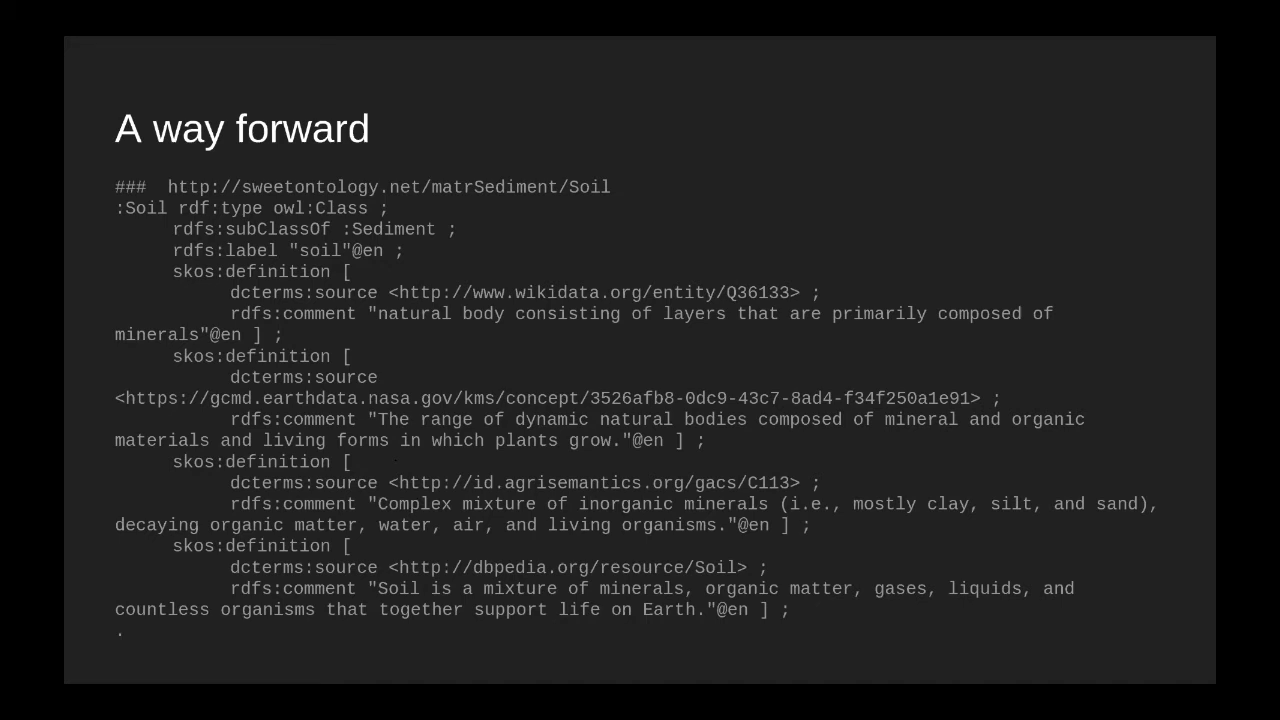 A way forward
###  http://sweetontology.net/matrSediment/Soil
:Soil rdf:type owl:Class ;
rdfs:subClassOf :Sediment ;
rdfs:label "soil"@en ;
skos:definition [
dcterms:source <http://www.wikidata.org/entity/Q36133> ;
rdfs:comment "natural body consisting of layers that are primarily composed of
minerals"@en ] ;
skos:definition [
dcterms:source
<https://gcmd.earthdata.nasa.gov/kms/concept/3526afb8-0dc9-43c7-8ad4-f34f250a1e91> ;
rdfs:comment "The range of dynamic natural bodies composed of mineral and organic
materials and living forms in which plants grow."@en ] ;
skos:definition [
dcterms:source <http://id.agrisemantics.org/gacs/C113> ;
rdfs:comment "Complex mixture of inorganic minerals (i.e., mostly clay, silt, and sand),
decaying organic matter, water, air, and living organisms."@en ] ;
skos:definition [
dcterms:source <http://dbpedia.org/resource/Soil> ;
rdfs:comment "Soil is a mixture of minerals, organic matter, gases, liquids, and
countless organisms that together support life on Earth."@en ] ;
.